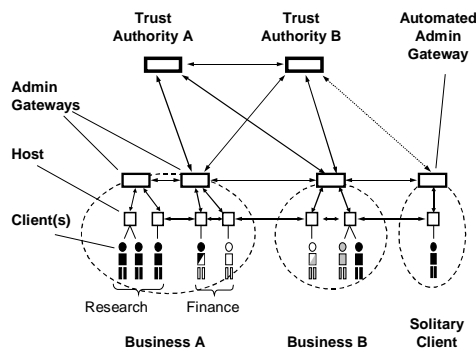 Trust
Authority A
Trust
Authority B
Automated
Admin
Gateway
Admin
Gateways
Host
Client(s)
Research
Finance
Business A
Business B
Solitary
Client